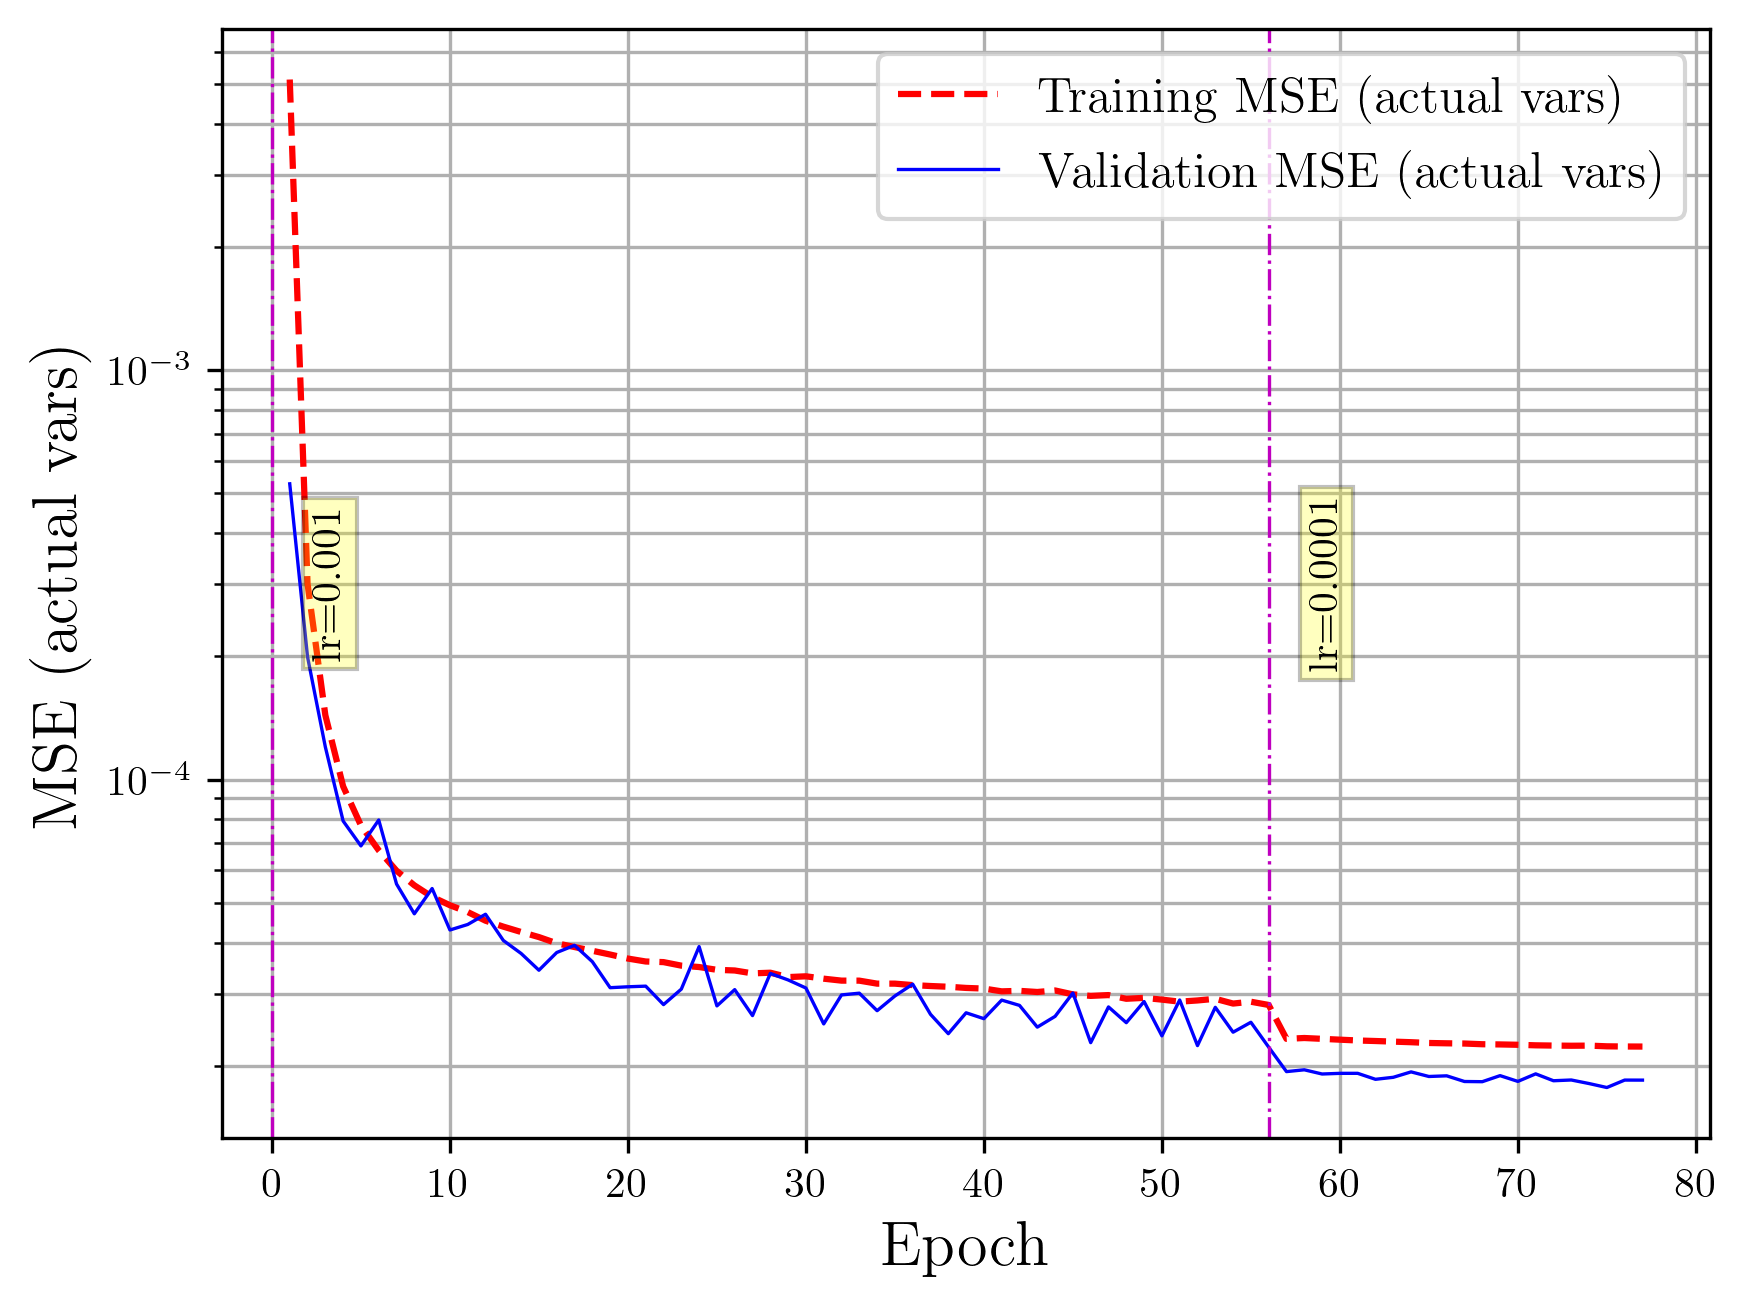 Training MSE (actual vars)
Validation MSE (actual vars)
MSE (actual vars)
10⁻³
10⁻⁴
lr=0.001
lr=0.0001
0 10 20 30 40 50 60 70 80
Epoch